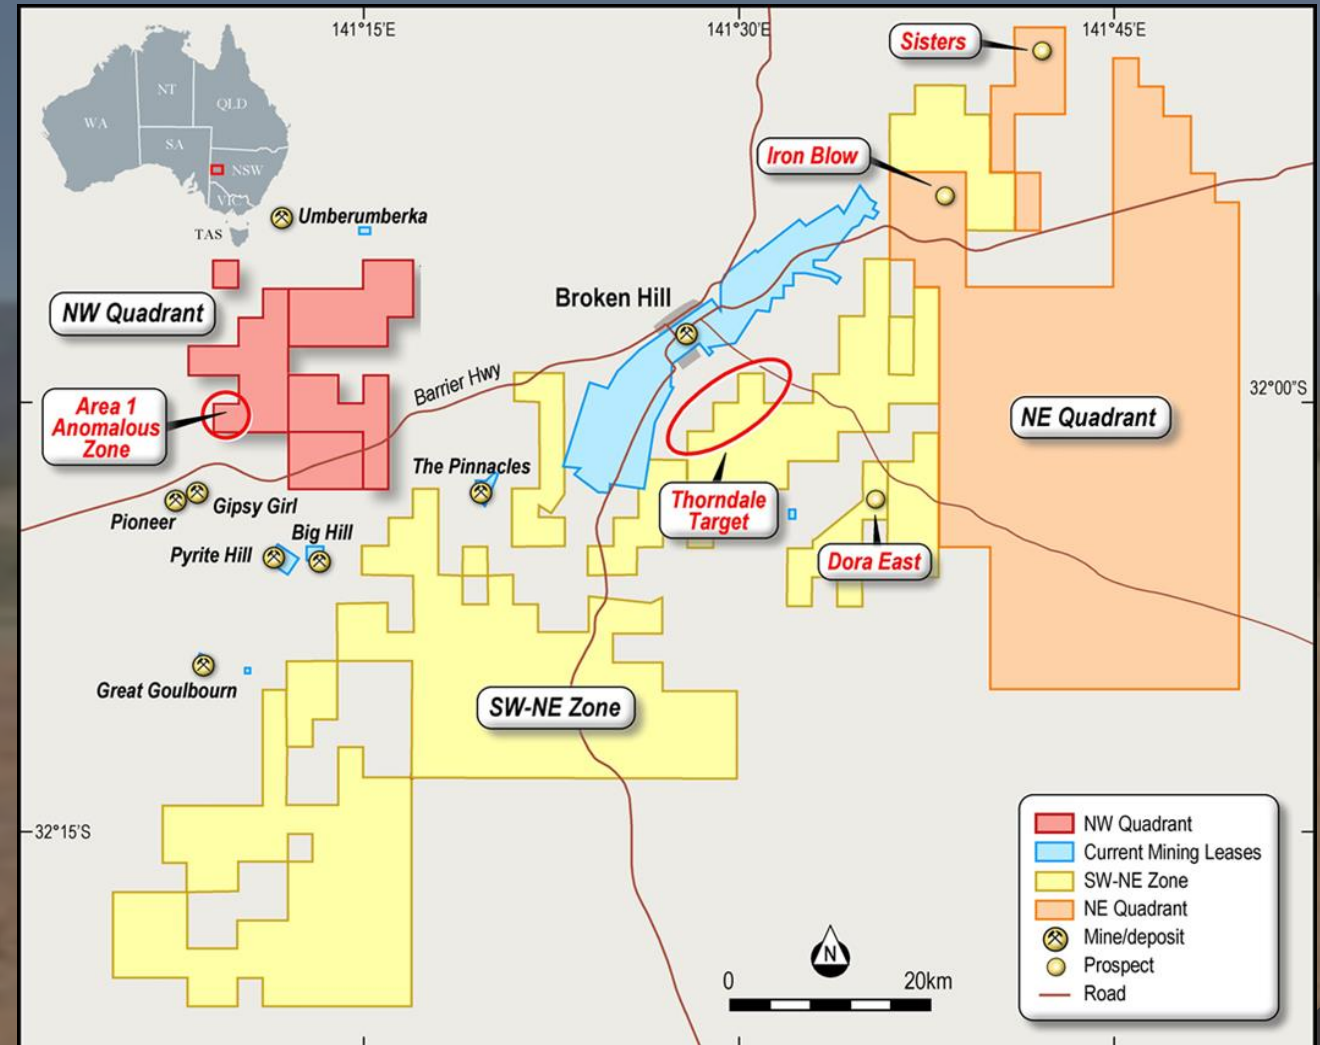 141°15'E
141°30'E
141°45'E
Sisters
NT
QLD
WA
SA
NSW
VIC
TAS
Iron Blow
Umberumberka
NW Quadrant
Broken Hill
Barrier Hwy
32°00"S
Area 1
Anomalous
Zone
NE Quadrant
The Pinnacles
Thorndale
Target
Gipsy Girl
Pioneer
Big Hill
Pyrite Hill
Dora East
Great Goulbourn
SW-NE Zone
32°15'S
NW Quadrant
Current Mining Leases
SW-NE Zone
NE Quadrant
Mine/deposit
Prospect
Road
N
0
20km